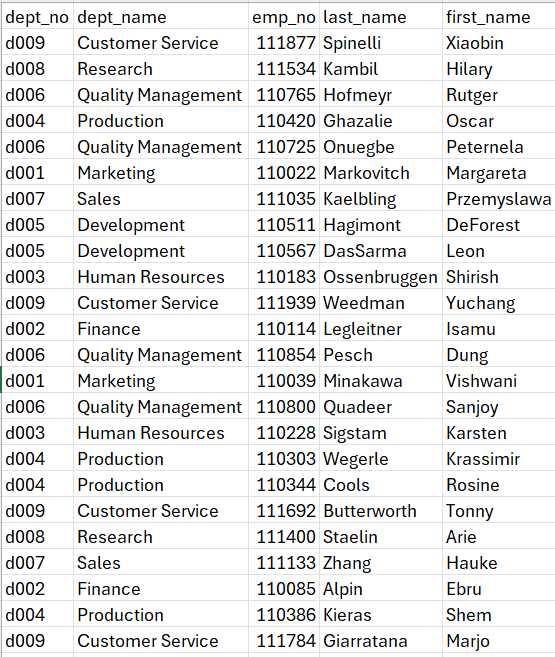 dept_no dept_name emp_no last_name first_name
d009 Customer Service 111877 Spinelli Xiaobin
d008 Research 111534 Kambil Hilary
d006 Quality Management 110765 Hofmeyr Rutger
d004 Production 110420 Ghazalie Oscar
d006 Quality Management 110725 Onuegbe Peternela
d001 Marketing 110022 Markovitch Margareta
d007 Sales 111035 Kaelbling Przemyslawa
d005 Development 110511 Hagimont DeForest
d005 Development 110567 DasSarma Leon
d003 Human Resources 110183 Ossenbruggen Shirish
d009 Customer Service 111939 Weedman Yuchang
d002 Finance 110114 Legleitner Isamu
d006 Quality Management 110854 Pesch Dung
d001 Marketing 110039 Minakawa Vishwani
d006 Quality Management 110800 Quadeer Sanjoy
d003 Human Resources 110228 Sigstam Karsten
d004 Production 110303 Wegerle Krassimir
d004 Production 110344 Cools Rosine
d009 Customer Service 111692 Butterworth Tonny
d008 Research 111400 Staelin Arie
d007 Sales 111133 Zhang Hauke
d002 Finance 110085 Alpin Ebru
d004 Production 110386 Kieras Shem
d009 Customer Service 111784 Giarratana Marjo